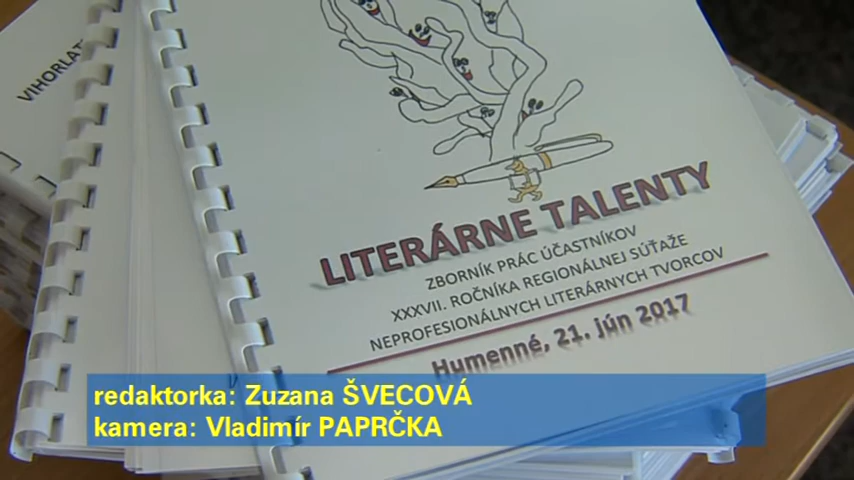 VIHORLAT
LITERÁRNE TALENTY
ZBORNÍK PRÁC ÚČASTNÍKOV
XXXVII. ROČNÍKA REGIONÁLNEJ SÚŤAŽE
NEPROFESIONÁLNYCH LITERÁRNYCH TVORCOV
Humenné, 21. jún 2017
redaktorka: Zuzana ŠVECOVÁ
kamera: Vladimír PAPRČKA